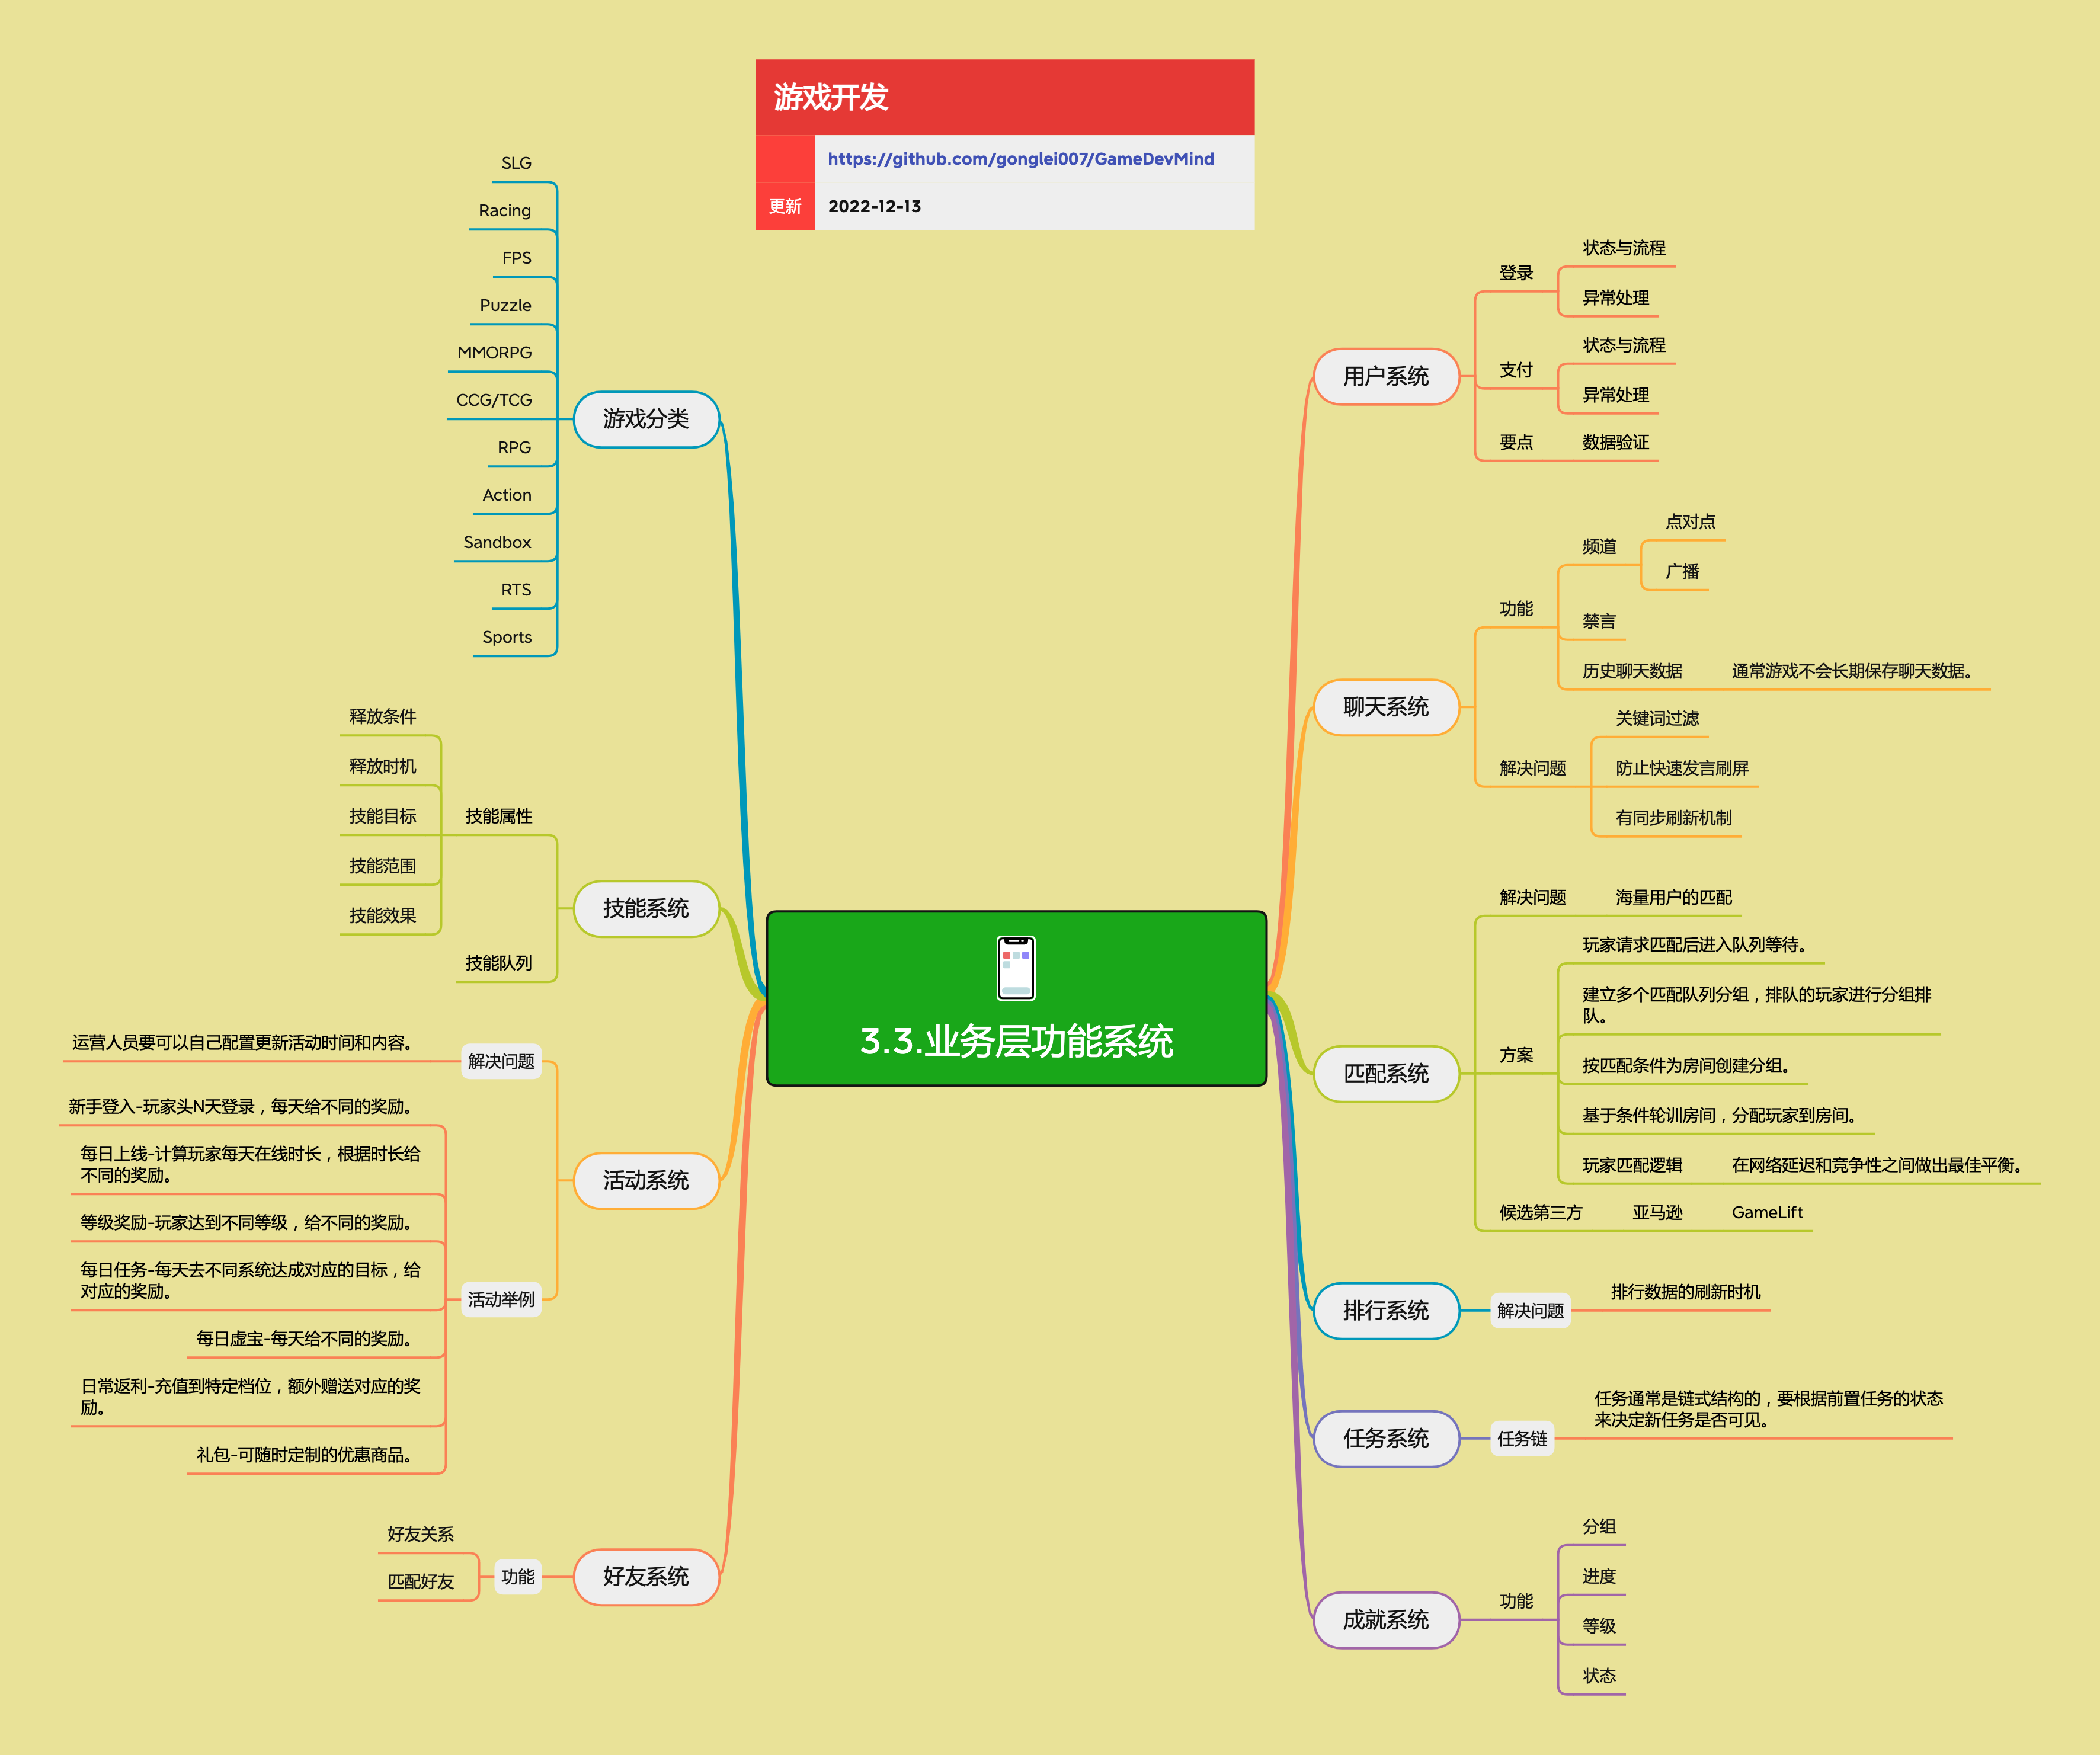 游戏开发
https://github.com/gonglei007/GameDevMind
更新 2022-12-13
3.3.业务层功能系统
用户系统
登录
状态与流程
异常处理
支付
状态与流程
异常处理
要点
数据验证
聊天系统
功能
频道
点对点
广播
禁言
历史聊天数据
通常游戏不会长期保存聊天数据。
解决问题
关键词过滤
防止快速发言刷屏
有同步刷新机制
匹配系统
解决问题
海量用户的匹配
方案
玩家请求匹配后进入队列等待。
建立多个匹配队列分组，排队的玩家进行分组排
队。
按匹配条件为房间创建分组。
基于条件轮训房间，分配玩家到房间。
玩家匹配逻辑
在网络延迟和竞争性之间做出最佳平衡。
候选第三方
亚马逊
GameLift
排行系统
解决问题
排行数据的刷新时机
任务系统
任务链
任务通常是链式结构的，要根据前置任务的状态
来决定新任务是否可见。
成就系统
功能
分组
进度
等级
状态
游戏分类
SLG
Racing
FPS
Puzzle
MMORPG
CCG/TCG
RPG
Action
Sandbox
RTS
Sports
技能系统
技能属性
释放条件
释放时机
技能目标
技能范围
技能效果
技能队列
活动系统
解决问题
运营人员要可以自己配置更新活动时间和内容。
活动举例
新手登入-玩家头N天登录，每天给不同的奖励。
每日上线-计算玩家每天在线时长，根据时长给
不同的奖励。
等级奖励-玩家达到不同等级，给不同的奖励。
每日任务-每天去不同系统达成对应的目标，给
对应的奖励。
每日虚宝-每天给不同的奖励。
日常返利-充值到特定档位，额外赠送对应的奖
励。
礼包-可随时定制的优惠商品。
好友系统
功能
好友关系
匹配好友